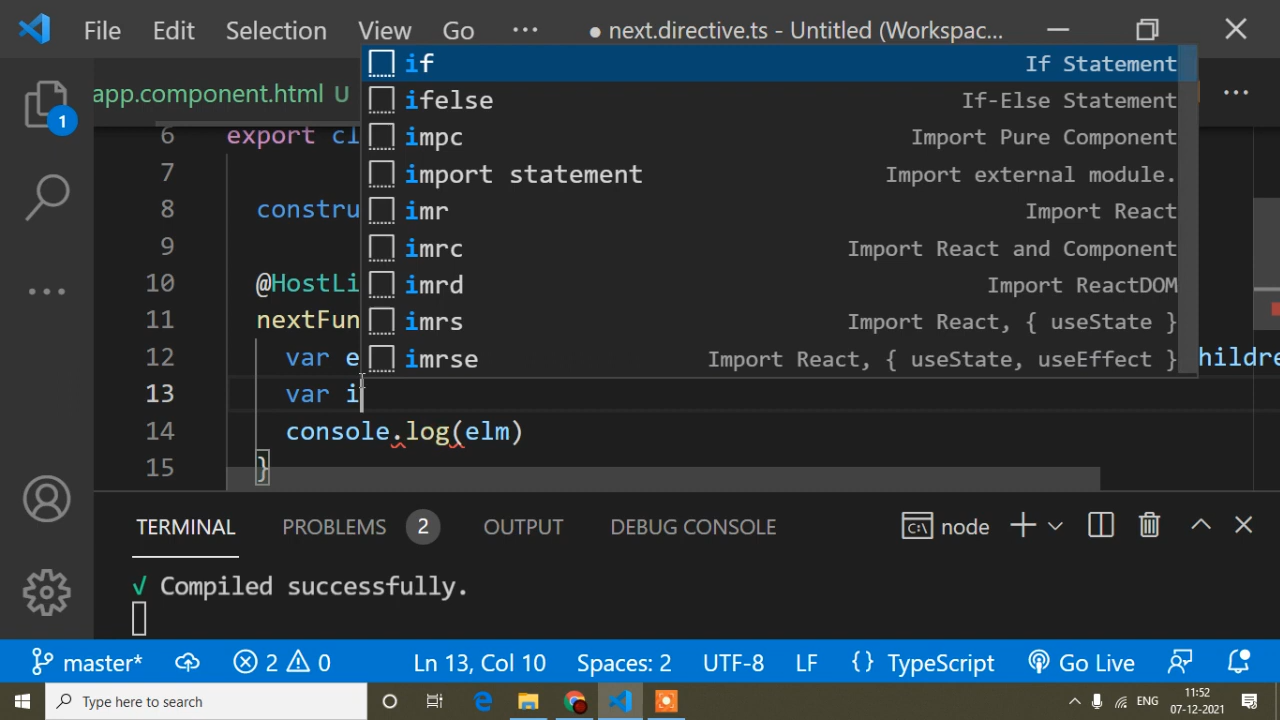 File Edit Selection View Go ··· ● next.directive.ts - Untitled (Workspac...
app.component.html U ···
if If Statement
ifelse If-Else Statement
impc Import Pure Component
import statement Import external module.
imr Import React
imrc Import React and Component
imrd Import ReactDOM
imrs Import React, { useState }
imrse Import React, { useState, useEffect }
1
6 export cl
7
8 constru
9
10 @HostLi
11 nextFun
12 var e hildre
13 var i
14 console.log(elm)
15 }
TERMINAL PROBLEMS 2 OUTPUT DEBUG CONSOLE node
√ Compiled successfully.
master* 2 0 Ln 13, Col 10 Spaces: 2 UTF-8 LF {} TypeScript Go Live
Type here to search ENG 11:52
07-12-2021